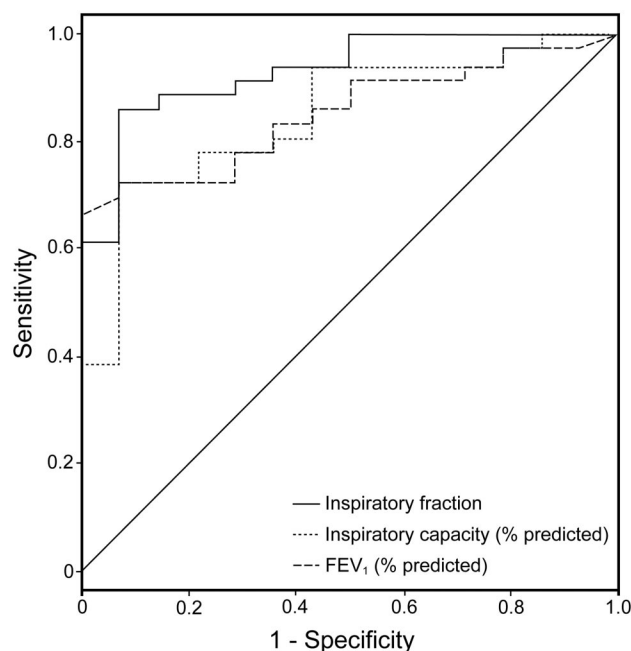 1.0
0.8
0.6
0.4
0.2
0
Sensitivity
Inspiratory fraction
Inspiratory capacity (% predicted)
FEV₁ (% predicted)
0 0.2 0.4 0.6 0.8 1.0
1 - Specificity